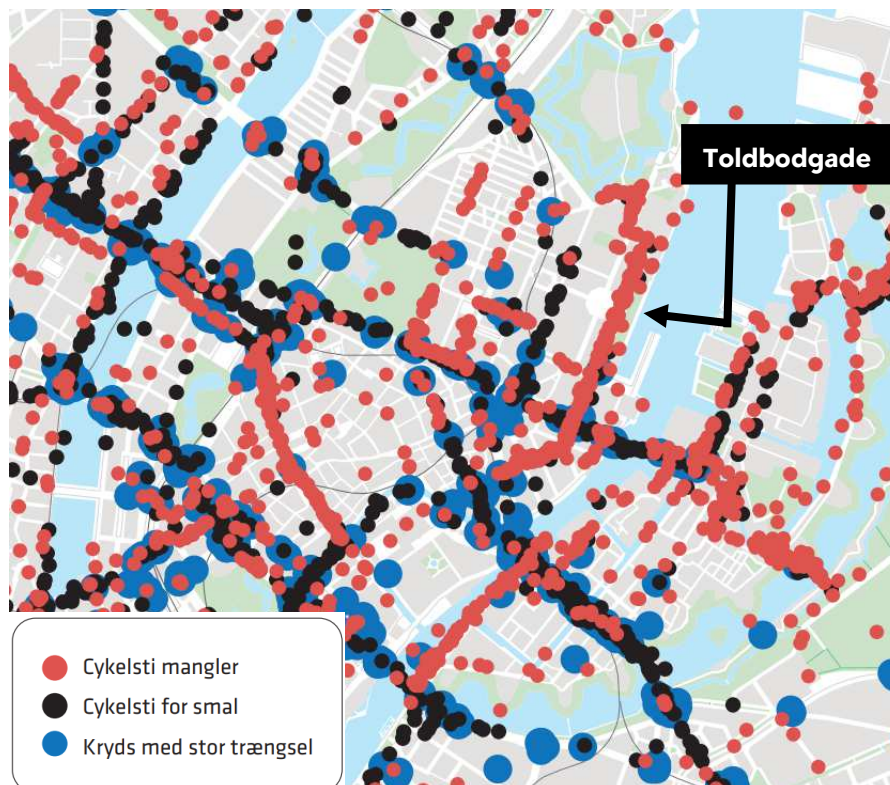 Toldbodgade
Cykelsti mangler
Cykelsti for smal
Kryds med stor trængsel